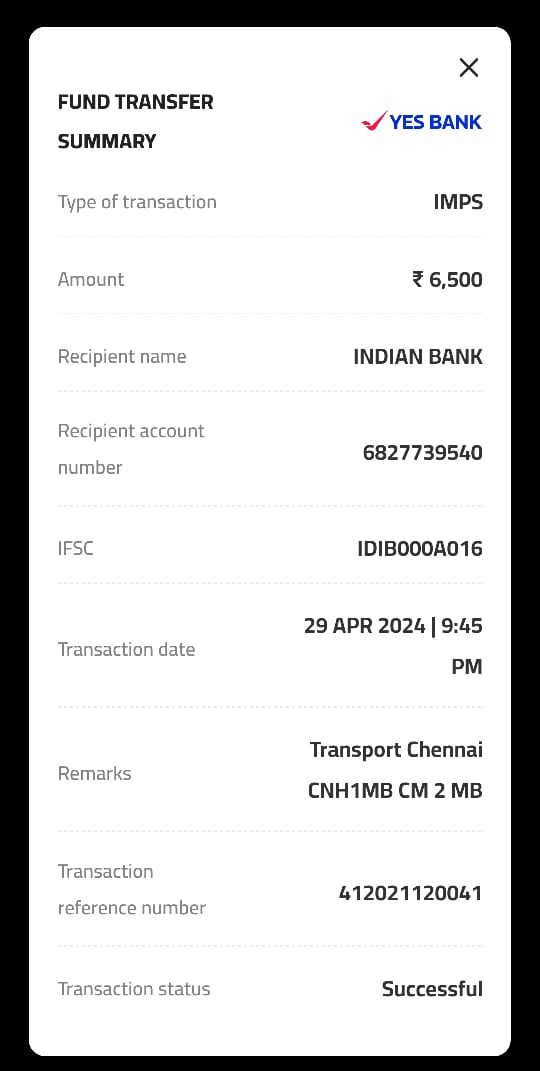 FUND TRANSFER
SUMMARY
YES BANK
Type of transaction IMPS
Amount ₹ 6,500
Recipient name INDIAN BANK
Recipient account
number
6827739540
IFSC IDIB000A016
Transaction date
29 APR 2024 | 9:45
PM
Remarks
Transport Chennai
CNH1MB CM 2 MB
Transaction
reference number
412021120041
Transaction status Successful